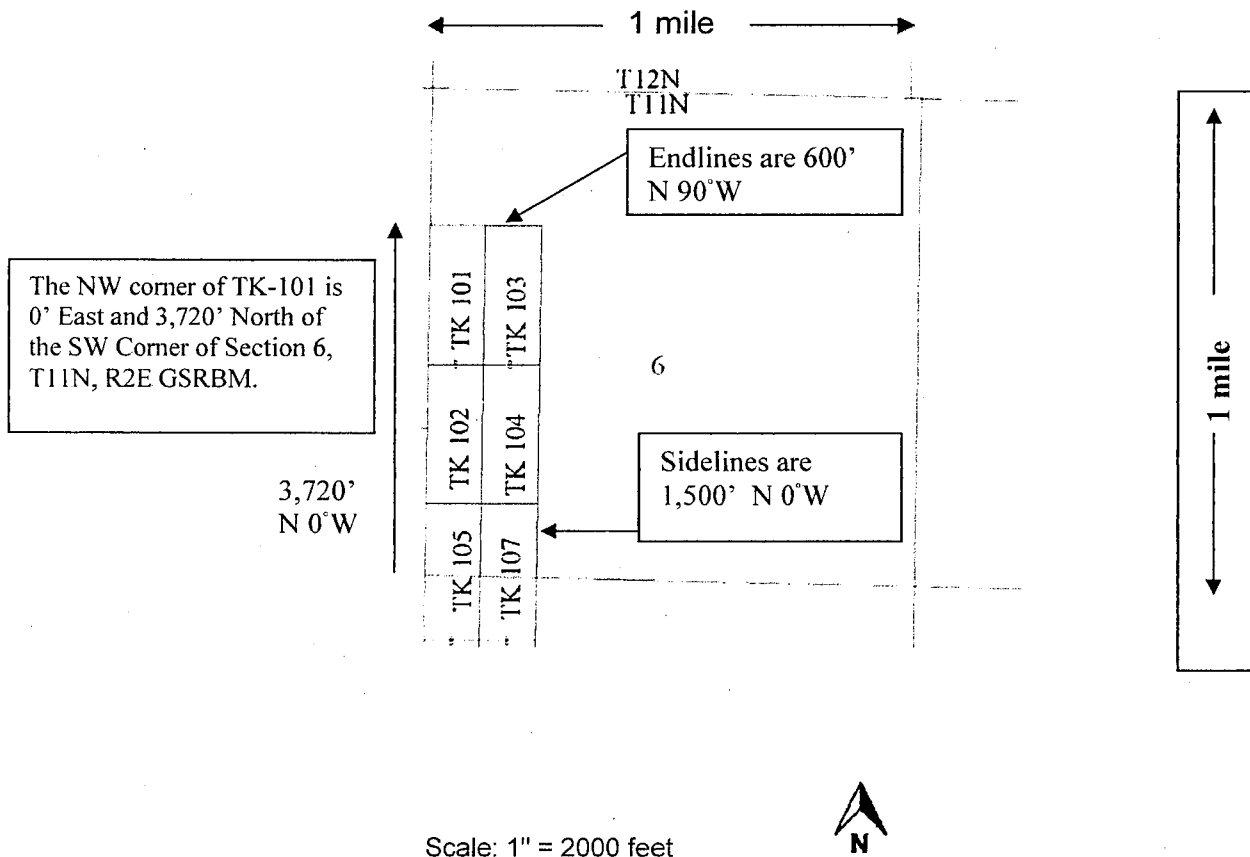 1 mile
T12N
T11N
Endlines are 600'
N 90°W
The NW corner of TK-101 is
0' East and 3,720' North of
the SW Corner of Section 6,
T11N, R2E GSRBM.
TK 101
TK 103
6
1 mile
TK 102
TK 104
Sidelines are
1,500' N 0°W
3,720'
N 0°W
TK 105
TK 107
Scale: 1" = 2000 feet
N